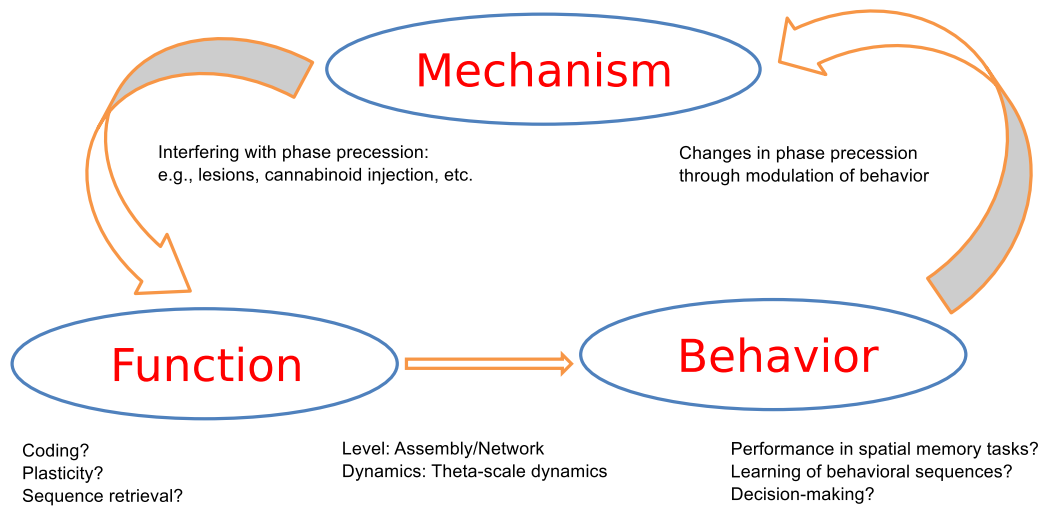 Mechanism
Interfering with phase precession:
e.g., lesions, cannabinoid injection, etc.
Changes in phase precession
through modulation of behavior
Function
Behavior
Coding?
Plasticity?
Sequence retrieval?
Level: Assembly/Network
Dynamics: Theta-scale dynamics
Performance in spatial memory tasks?
Learning of behavioral sequences?
Decision-making?